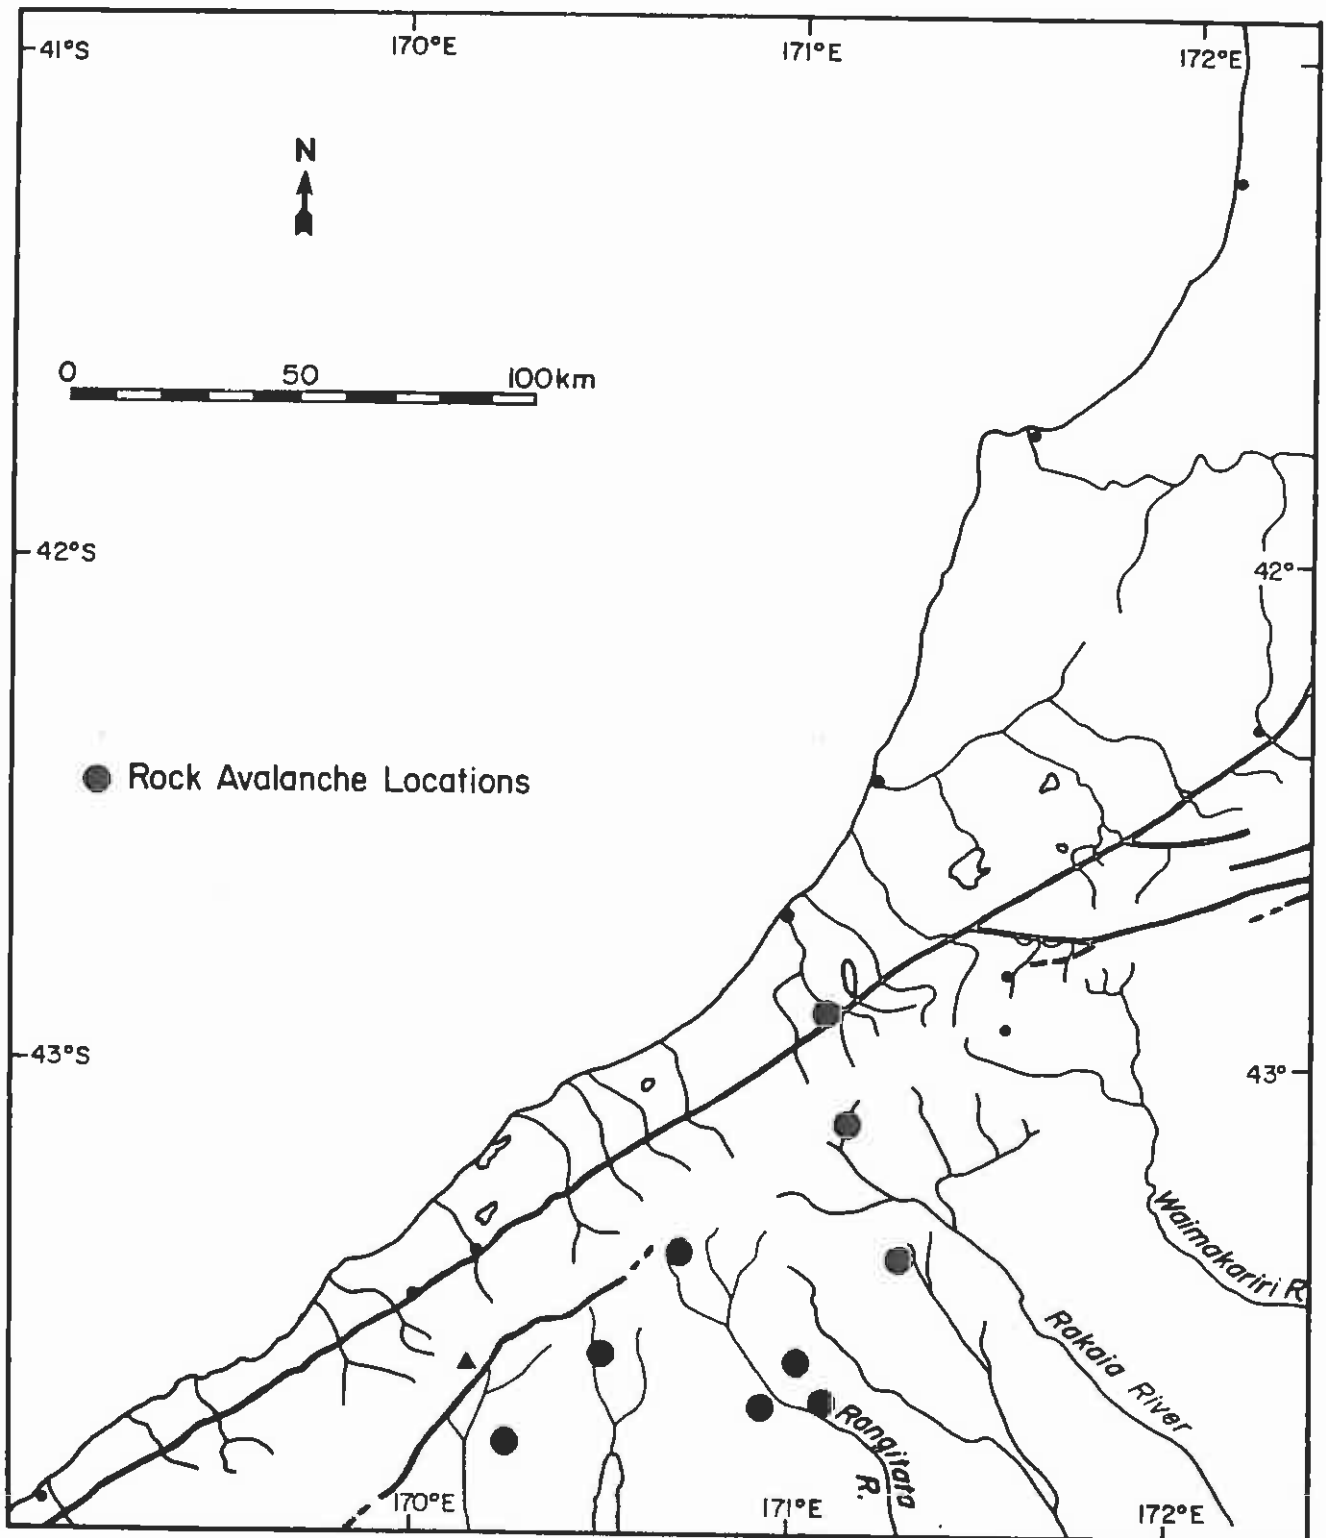 41°S
170°E
171°E
172°E
N
0 50 100km
42°S
42°
Rock Avalanche Locations
43°S
43°
Waimakariri R.
Rakaia River
Rangitata
R.
170°E
171°E
172°E